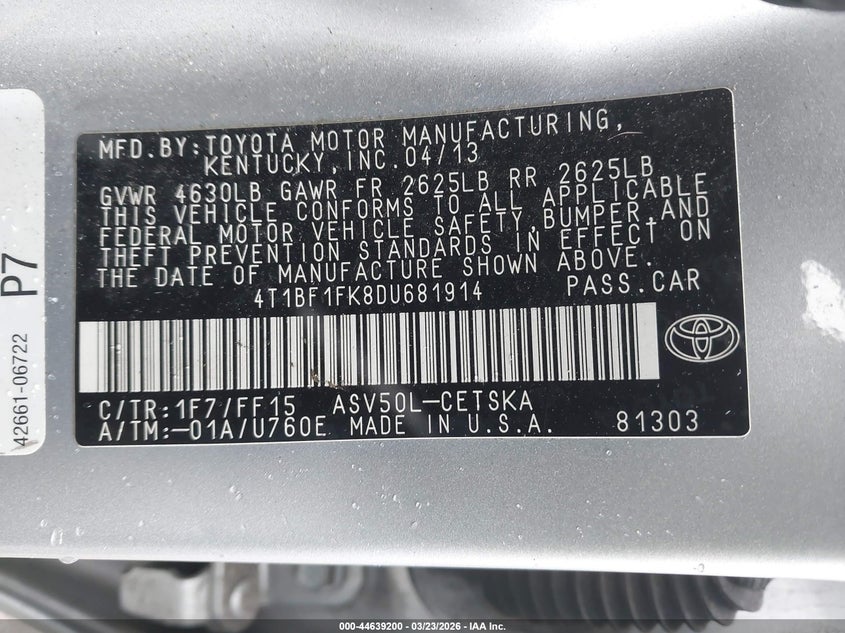 MFD.BY:TOYOTA MOTOR MANUFACTURING,
KENTUCKY,INC.04/13
GVWR 4630LB GAWR FR 2625LB RR 2625LB
THIS VEHICLE CONFORMS TO ALL APPLICABLE
FEDERAL MOTOR VEHICLE SAFETY,BUMPER,AND
THEFT PREVENTION STANDARDS IN EFFECT ON
THE DATE OF MANUFACTURE SHOWN ABOVE.
4T1BF1FK8DU681914 PASS.CAR
C/TR:1F7/FF15 ASV50L-CETSKA
A/TM:-01A/U760E MADE IN U.S.A. 81303
P7
42661-06722
000-44639200 - 03/23/2026 - IAA Inc.